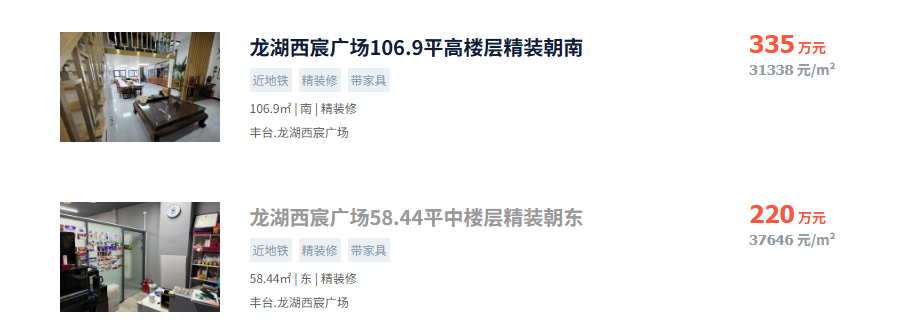 龙湖西宸广场106.9平高楼层精装朝南
335 万元
31338 元/m²
近地铁 精装修 带家具
106.9㎡ | 南 | 精装修
丰台.龙湖西宸广场
龙湖西宸广场58.44平中楼层精装朝东
220 万元
37646 元/m²
近地铁 精装修 带家具
58.44㎡ | 东 | 精装修
丰台.龙湖西宸广场